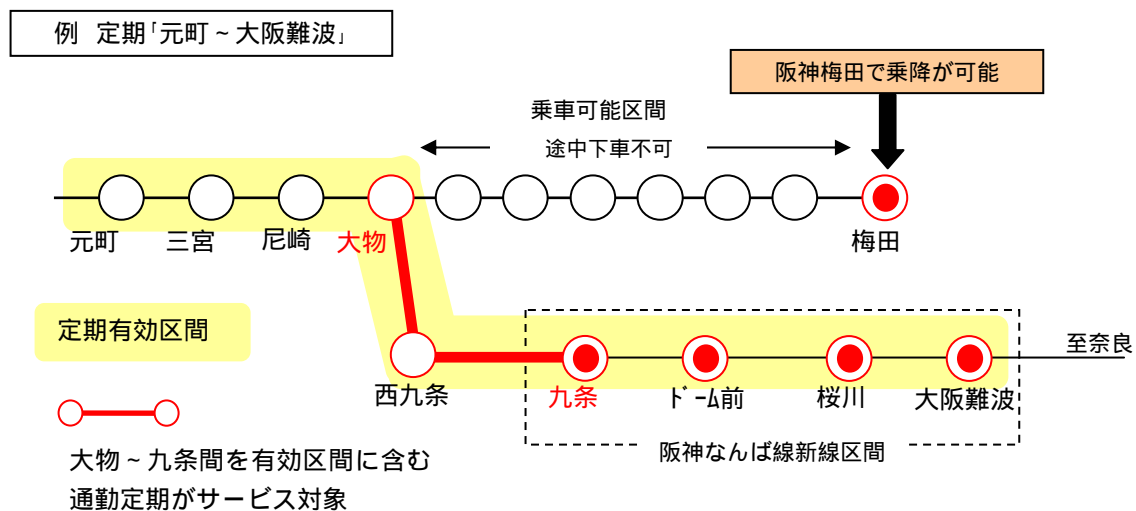 例 定期｢元町～大阪難波｣
阪神梅田で乗降が可能
乗車可能区間
途中下車不可
元町
三宮
尼崎
大物
梅田
定期有効区間
至奈良
西九条
九条
ﾄﾞｰﾑ前
桜川
大阪難波
阪神なんば線新線区間
大物～九条間を有効区間に含む
通勤定期がサービス対象